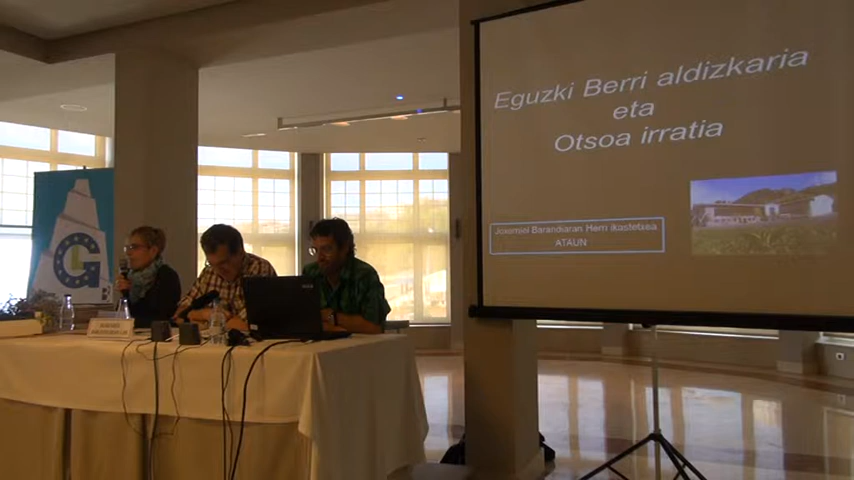 Eguzki Berri aldizkaria
eta
Otsoa irratia
Joxemiel Barandiaran Herri ikastetxea
ATAUN